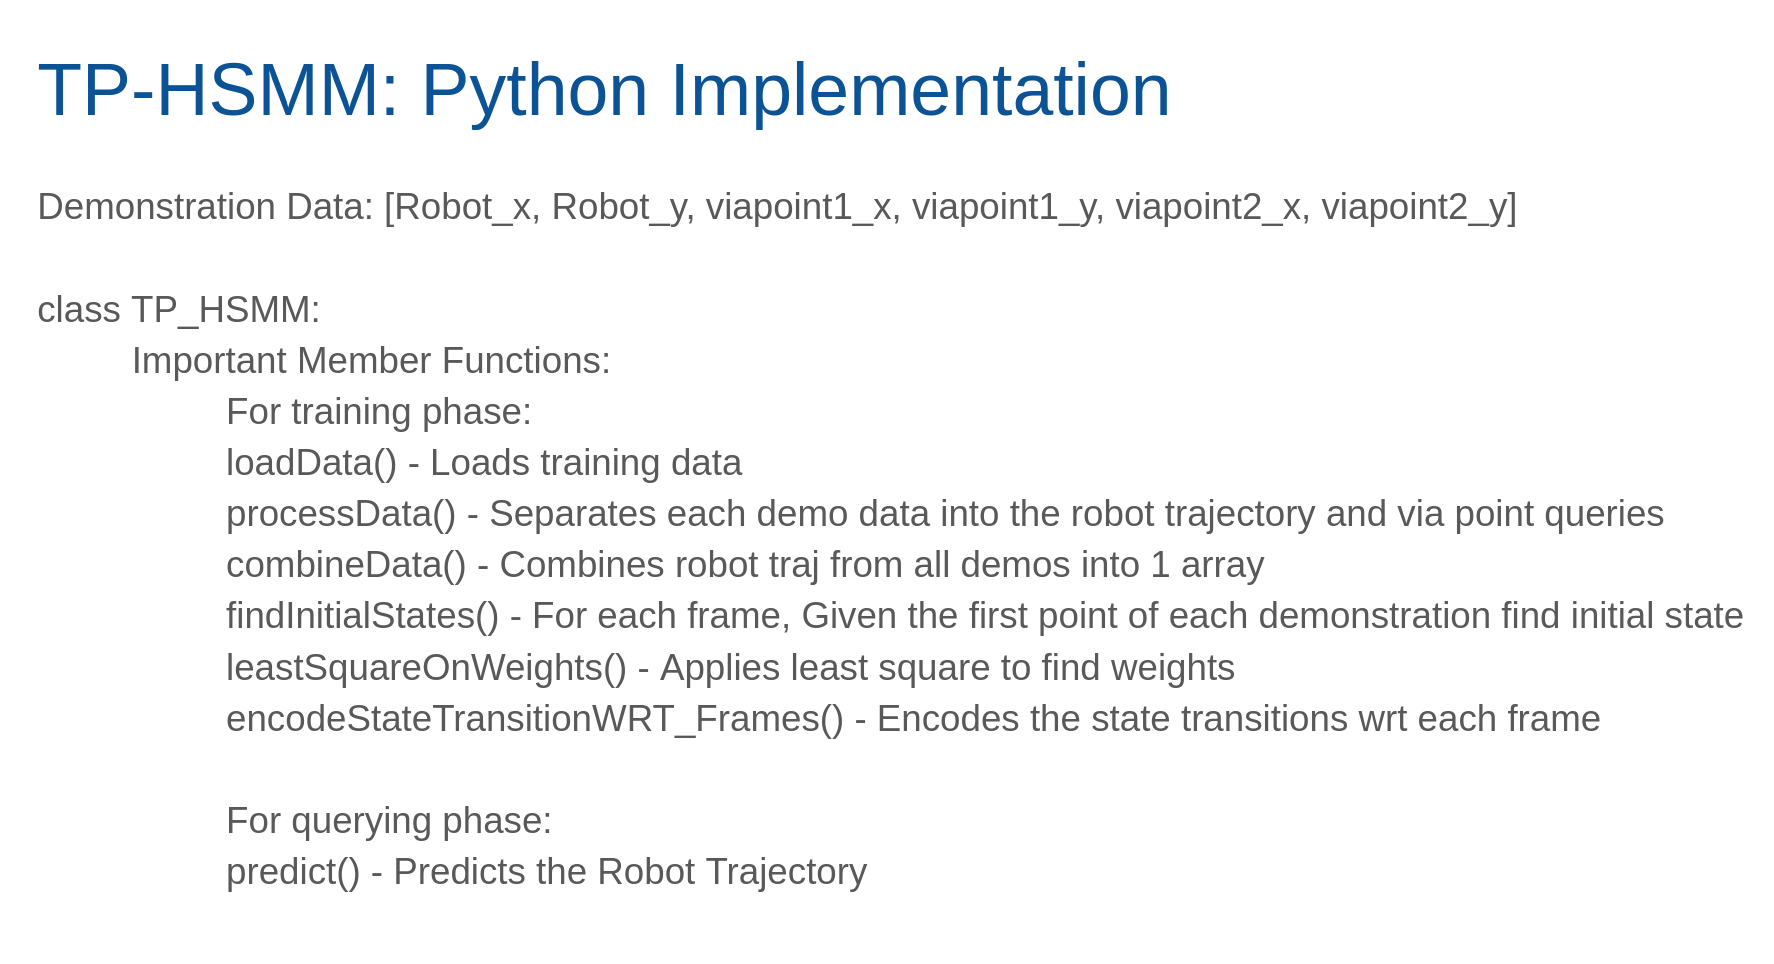 TP-HSMM: Python Implementation
Demonstration Data: [Robot_x, Robot_y, viapoint1_x, viapoint1_y, viapoint2_x, viapoint2_y]
class TP_HSMM:
Important Member Functions:
For training phase:
loadData() - Loads training data
processData() - Separates each demo data into the robot trajectory and via point queries
combineData() - Combines robot traj from all demos into 1 array
findInitialStates() - For each frame, Given the first point of each demonstration find initial state
leastSquareOnWeights() - Applies least square to find weights
encodeStateTransitionWRT_Frames() - Encodes the state transitions wrt each frame
For querying phase:
predict() - Predicts the Robot Trajectory